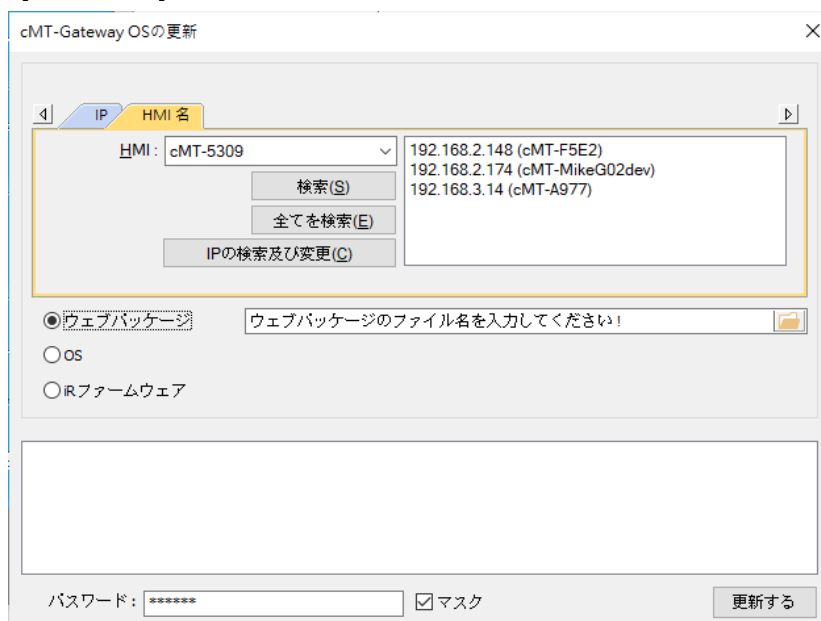 cMT-Gateway OSの更新
IP
HMI 名
HMI :
cMT-5309
192.168.2.148 (cMT-F5E2)
192.168.2.174 (cMT-MikeG02dev)
192.168.3.14 (cMT-A977)
検索(S)
全てを検索(E)
IPの検索及び変更(C)
ウェブパッケージ
ウェブパッケージのファイル名を入力してください!
OS
iRファームウェア
パスワード: ******
マスク
更新する